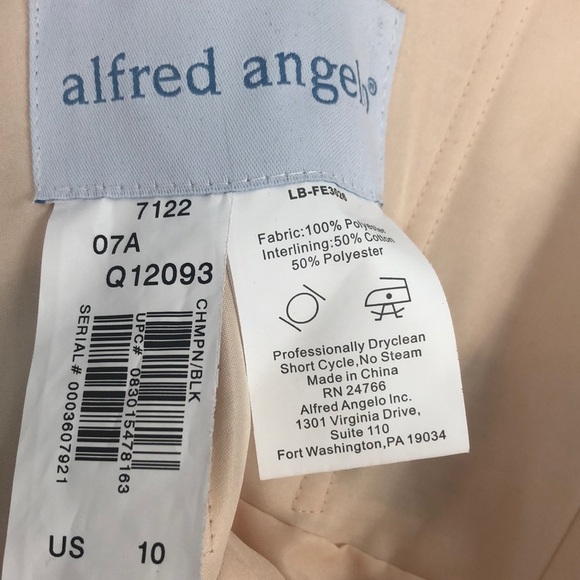 alfred angelo®
7122
07A
Q12093
CHMPN/BLK
UPC# 083015478163
SERIAL# 0003607921
US 10
LB-FE3026
Fabric:100% Polyester
Interlining:50% Cotton
50% Polyester
Professionally Dryclean
Short Cycle,No Steam
Made in China
RN 24766
Alfred Angelo Inc.
1301 Virginia Drive,
Suite 110
Fort Washington,PA 19034